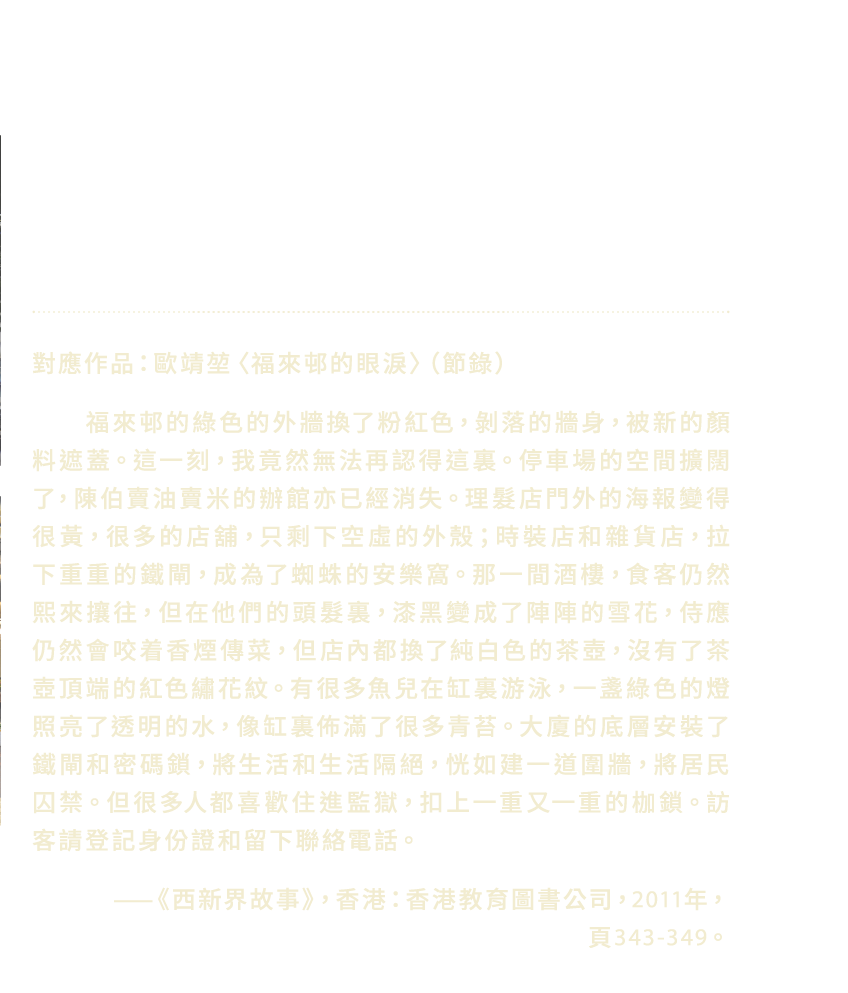 對應作品：歐靖堃〈福來邨的眼淚〉（節錄）
福來邨的綠色的外牆換了粉紅色，剝落的牆身，被新的顏
料遮蓋。這一刻，我竟然無法再認得這裏。停車場的空間擴闊
了，陳伯賣油賣米的辦館亦已經消失。理髮店門外的海報變得
很黃，很多的店舖，只剩下空虛的外殼；時裝店和雜貨店，拉
下重重的鐵閘，成為了蜘蛛的安樂窩。那一間酒樓，食客仍然
熙來攘往，但在他們的頭髮裏，漆黑變成了陣陣的雪花，侍應
仍然會咬着香煙傳菜，但店內都換了純白色的茶壺，沒有了茶
壺頂端的紅色繡花紋。有很多魚兒在缸裏游泳，一盞綠色的燈
照亮了透明的水，像缸裏佈滿了很多青苔。大廈的底層安裝了
鐵閘和密碼鎖，將生活和生活隔絕，恍如建一道圍牆，將居民
囚禁。但很多人都喜歡住進監獄，扣上一重又一重的枷鎖。訪
客請登記身份證和留下聯絡電話。
——《西新界故事》，香港：香港教育圖書公司，2011年，
頁343-349。